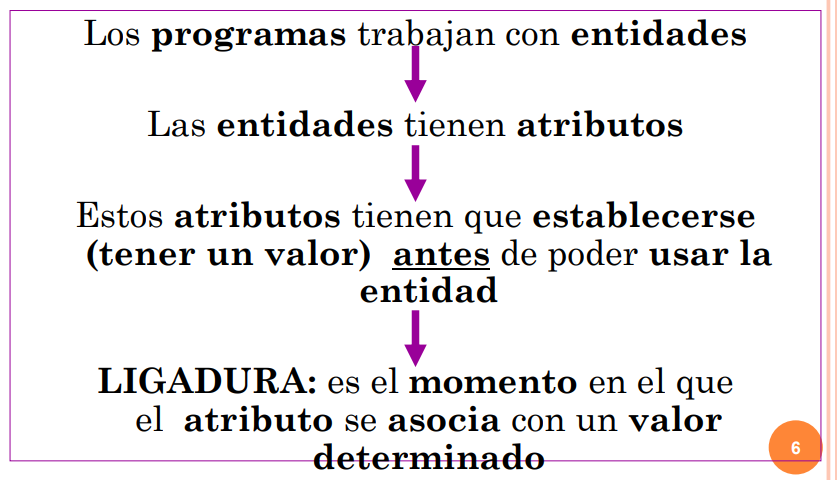 Los programas trabajan con entidades
Las entidades tienen atributos
Estos atributos tienen que establecerse
(tener un valor) antes de poder usar la
entidad
LIGADURA: es el momento en el que
el atributo se asocia con un valor
determinado
6